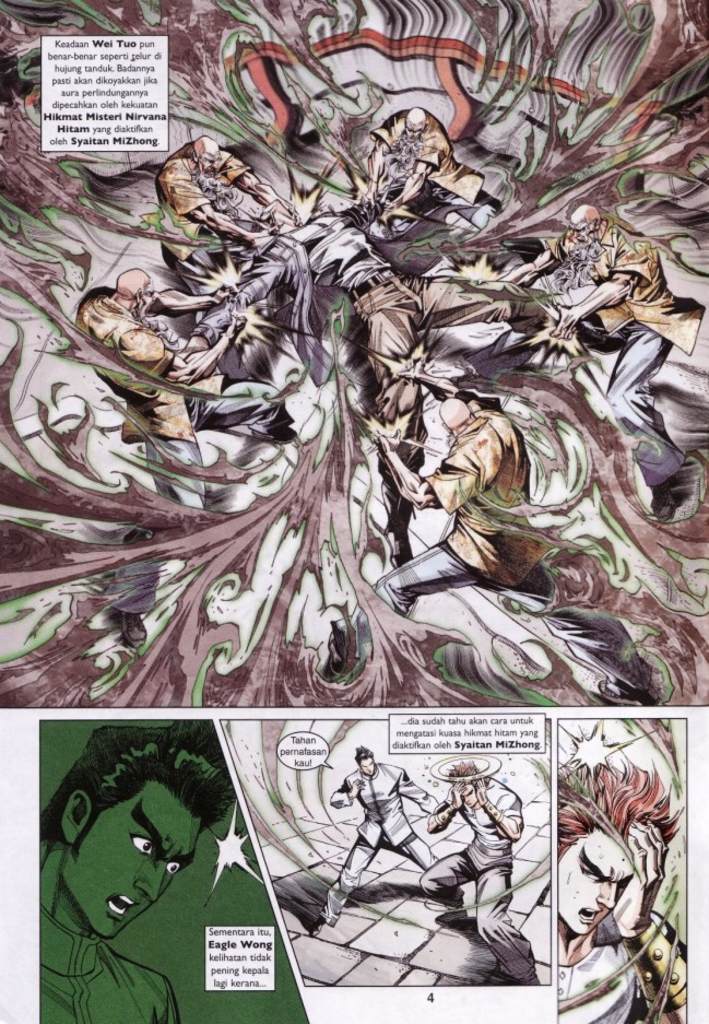 Keadaan Wei Tuo pun
benar-benar seperti gelur di
hujung tanduk. Badannya
pasti akan dikoyakkan jika
aura perlindungannya
dipecahkan oleh kekuatan
Hikmat Misteri Nirvana
Hitam yang diaktifkan
oleh Syaitan MiZhong.
Sementara itu,
Eagle Wong
kelihatan tidak
pening kepala
lagi kerana...
...dia sudah tahu akan cara untuk
mengatasi kuasa hikmat hitam yang
diaktifkan oleh Syaitan MiZhong.
Tahan
pernafasan
kau!
4